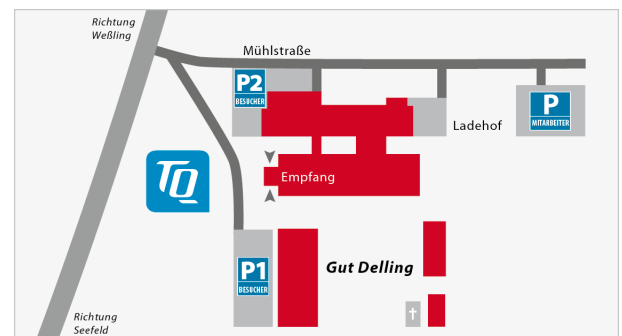 Richtung
Weßling
Mühlstraße
P2
BESUCHER
P
MITARBEITER
Ladehof
TQ
Empfang
Gut Delling
P1
BESUCHER
Richtung
Seefeld